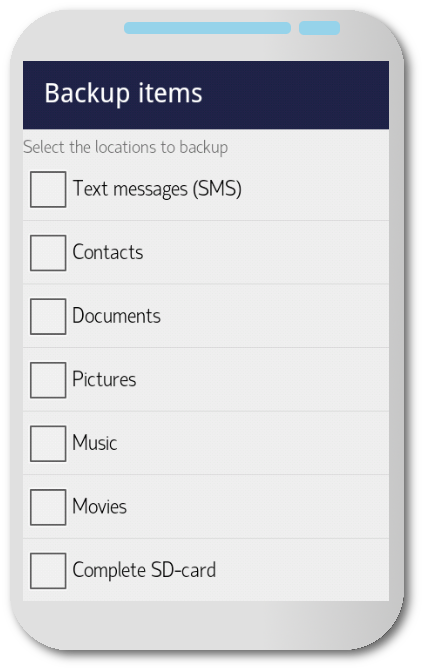 Backup items
Select the locations to backup
Text messages (SMS)
Contacts
Documents
Pictures
Music
Movies
Complete SD-card